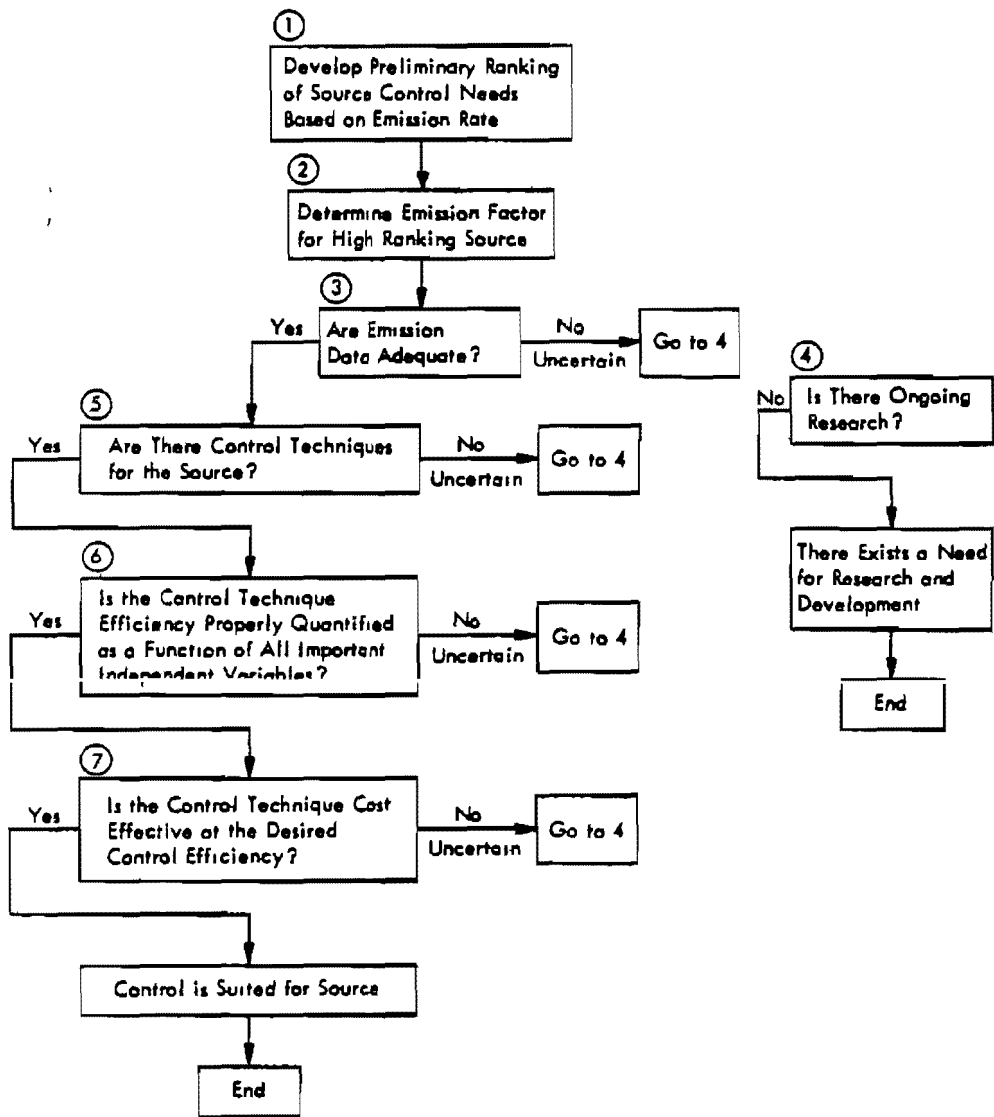 1
Develop Preliminary Ranking
of Source Control Needs
Based on Emission Rate
2
Determine Emission Factor
for High Ranking Source
3
Are Emission
Data Adequate?
Yes
No
Uncertain
Go to 4
4
Is There Ongoing
Research?
No
There Exists a Need
for Research and
Development
End
5
Are There Control Techniques
for the Source?
Yes
No
Uncertain
Go to 4
6
Is the Control Technique
Efficiency Properly Quantified
as a Function of All Important
Independent Variables?
Yes
No
Uncertain
Go to 4
7
Is the Control Technique Cost
Effective at the Desired
Control Efficiency?
Yes
No
Uncertain
Go to 4
Control is Suited for Source
End